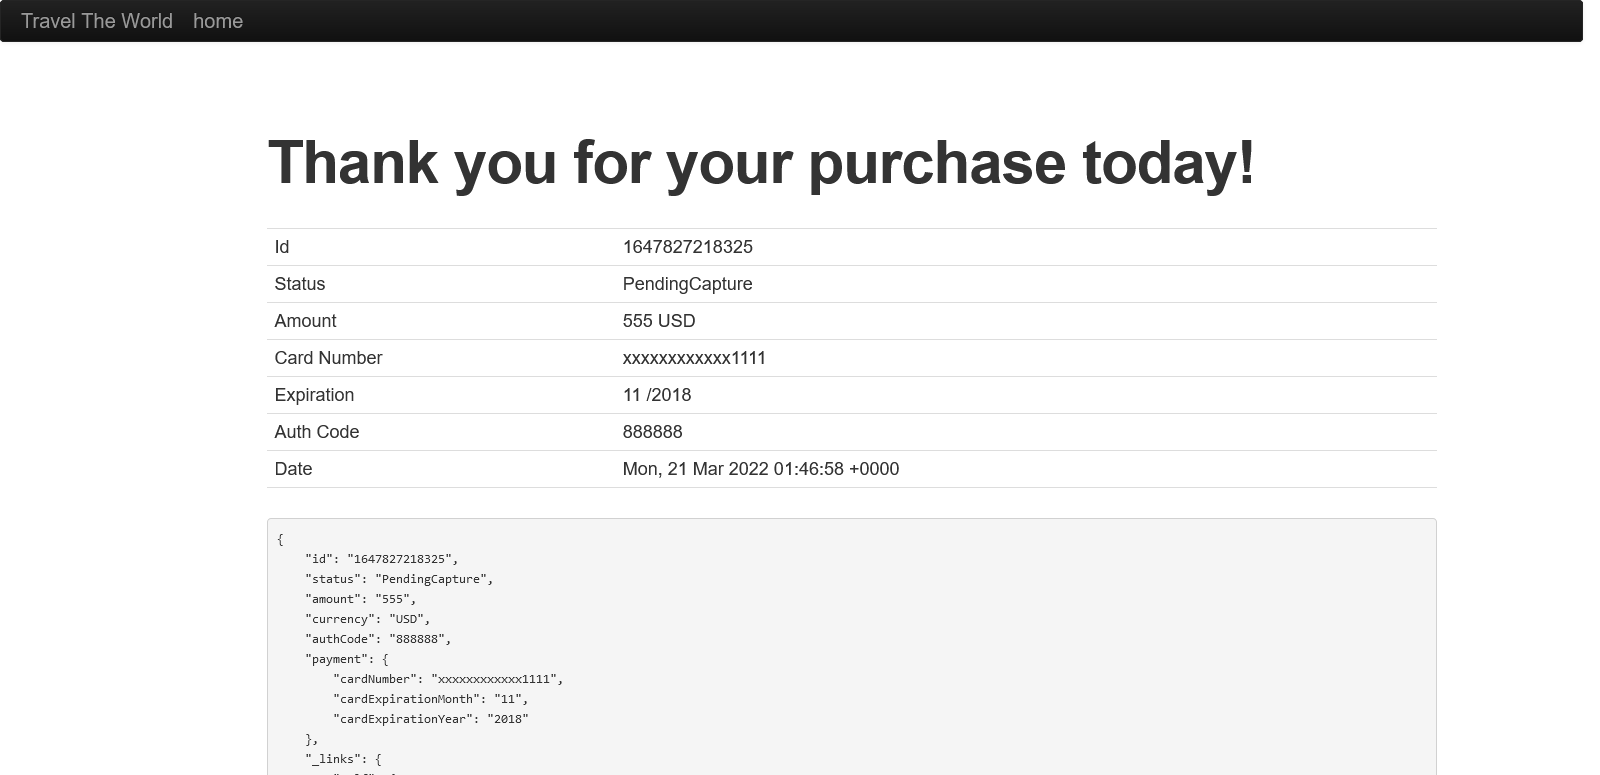 Travel The World home
Thank you for your purchase today!
Id 1647827218325
Status PendingCapture
Amount 555 USD
Card Number xxxxxxxxxxxx1111
Expiration 11 /2018
Auth Code 888888
Date Mon, 21 Mar 2022 01:46:58 +0000
{
    "id": "1647827218325",
    "status": "PendingCapture",
    "amount": "555",
    "currency": "USD",
    "authCode": "888888",
    "payment": {
        "cardNumber": "xxxxxxxxxxxx1111",
        "cardExpirationMonth": "11",
        "cardExpirationYear": "2018"
    },
    "_links": {